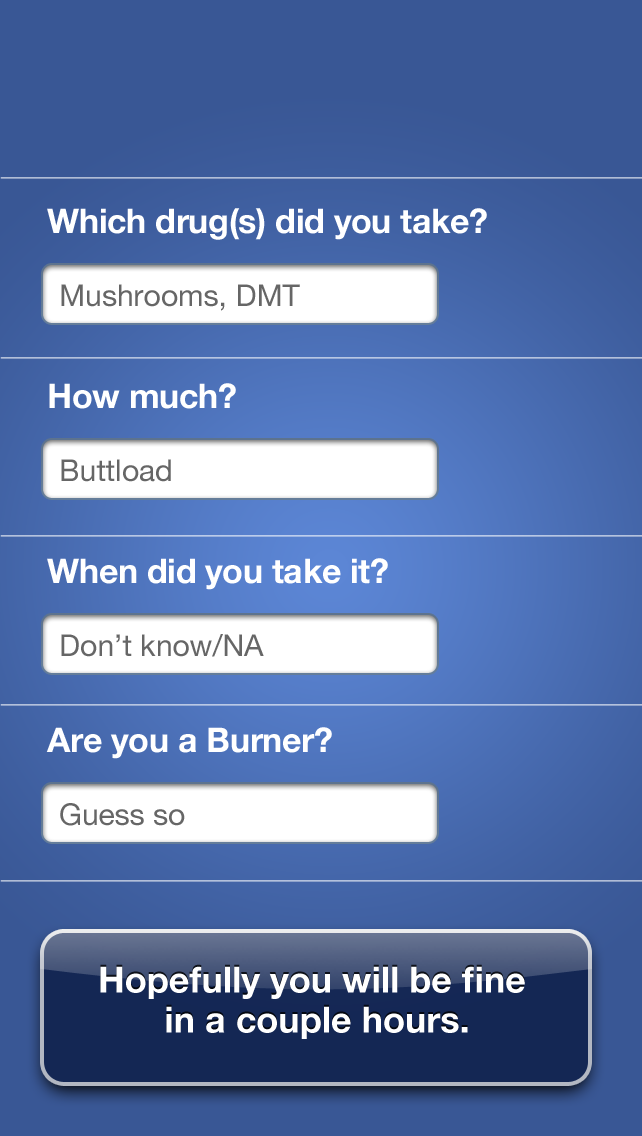 Which drug(s) did you take?
Mushrooms, DMT
How much?
Buttload
When did you take it?
Don’t know/NA
Are you a Burner?
Guess so
Hopefully you will be fine
in a couple hours.